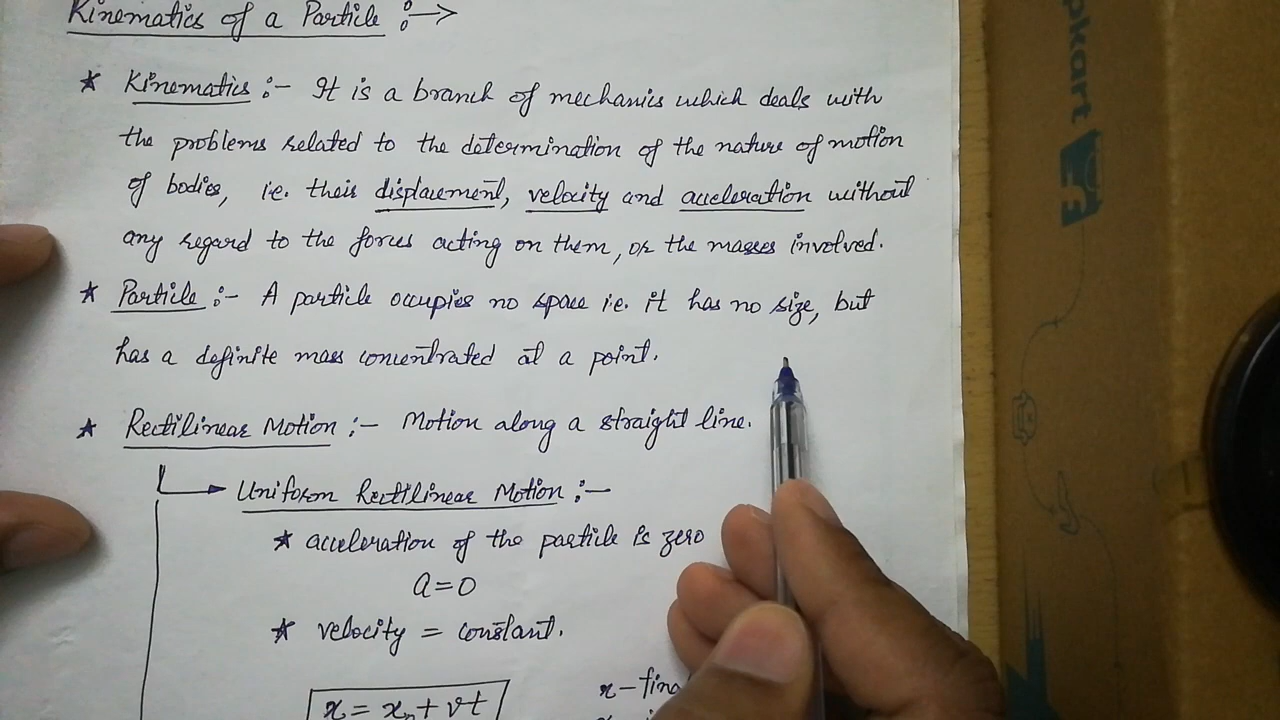 Kinematics of a Particle :→
* Kinematics :- It is a branch of mechanics which deals with
the problems related to the determination of the nature of motion
of bodies, i.e. their displacement, velocity and acceleration without
any regard to the forces acting on them, or the masses involved.
* Particle :- A particle occupies no space i.e. it has no size, but
has a definite mass concentrated at a point.
* Rectilinear Motion :- Motion along a straight line.
Uniform Rectilinear Motion :-
* acceleration of the particle is zero
a=0
* velocity = constant.
x = x₀ + vt
x - fina
pkart